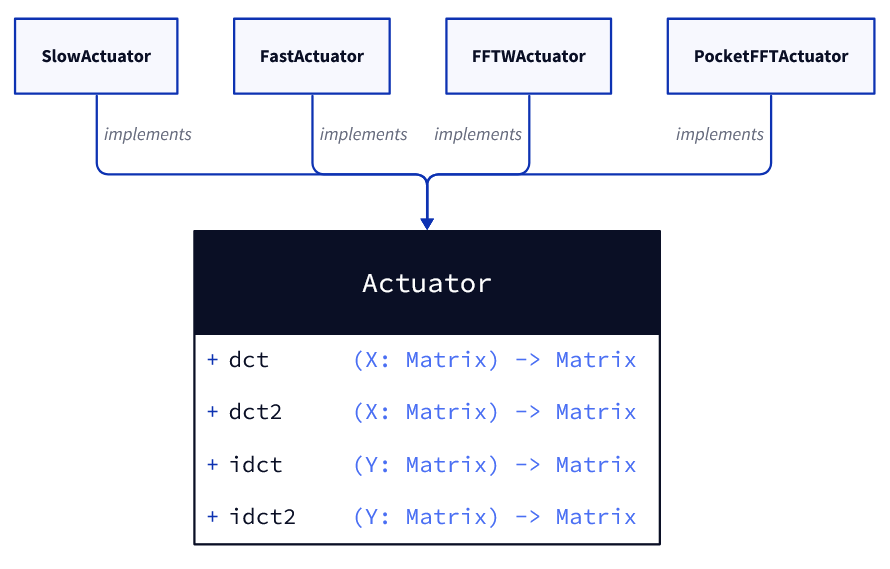 SlowActuator FastActuator FFTWActuator PocketFFTActuator
implements implements implements implements
Actuator
+ dct (X: Matrix) -> Matrix
+ dct2 (X: Matrix) -> Matrix
+ idct (Y: Matrix) -> Matrix
+ idct2 (Y: Matrix) -> Matrix